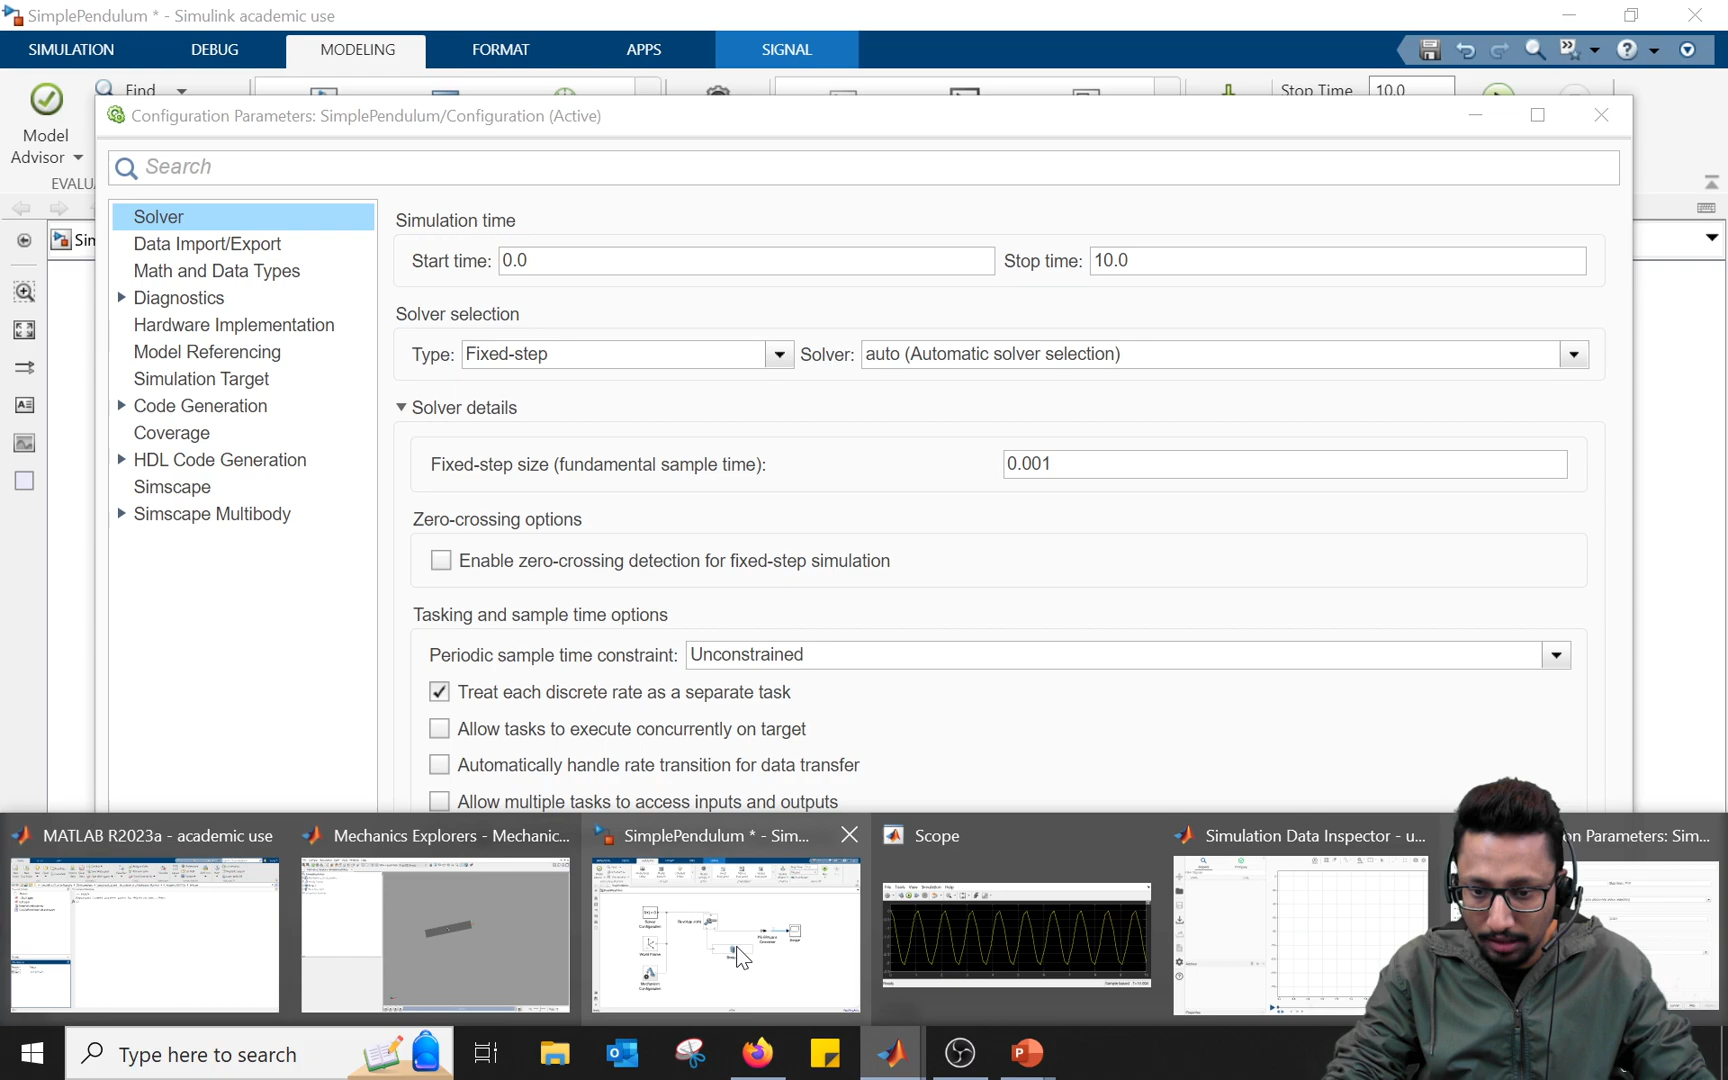 SimplePendulum * - Simulink academic use
SIMULATION DEBUG MODELING FORMAT APPS SIGNAL
Find Stop Time 10.0
Model
Advisor
EVALUA
Configuration Parameters: SimplePendulum/Configuration (Active)
Search
Sim
Solver
Data Import/Export
Math and Data Types
Diagnostics
Hardware Implementation
Model Referencing
Simulation Target
Code Generation
Coverage
HDL Code Generation
Simscape
Simscape Multibody
Simulation time
Start time: 0.0 Stop time: 10.0
Solver selection
Type: Fixed-step Solver: auto (Automatic solver selection)
Solver details
Fixed-step size (fundamental sample time): 0.001
Zero-crossing options
Enable zero-crossing detection for fixed-step simulation
Tasking and sample time options
Periodic sample time constraint: Unconstrained
Treat each discrete rate as a separate task
Allow tasks to execute concurrently on target
Automatically handle rate transition for data transfer
Allow multiple tasks to access inputs and outputs
MATLAB R2023a - academic use
Mechanics Explorers - Mechanic...
SimplePendulum * - Sim...
Scope
Simulation Data Inspector - u...
on Parameters: Sim...
Type here to search